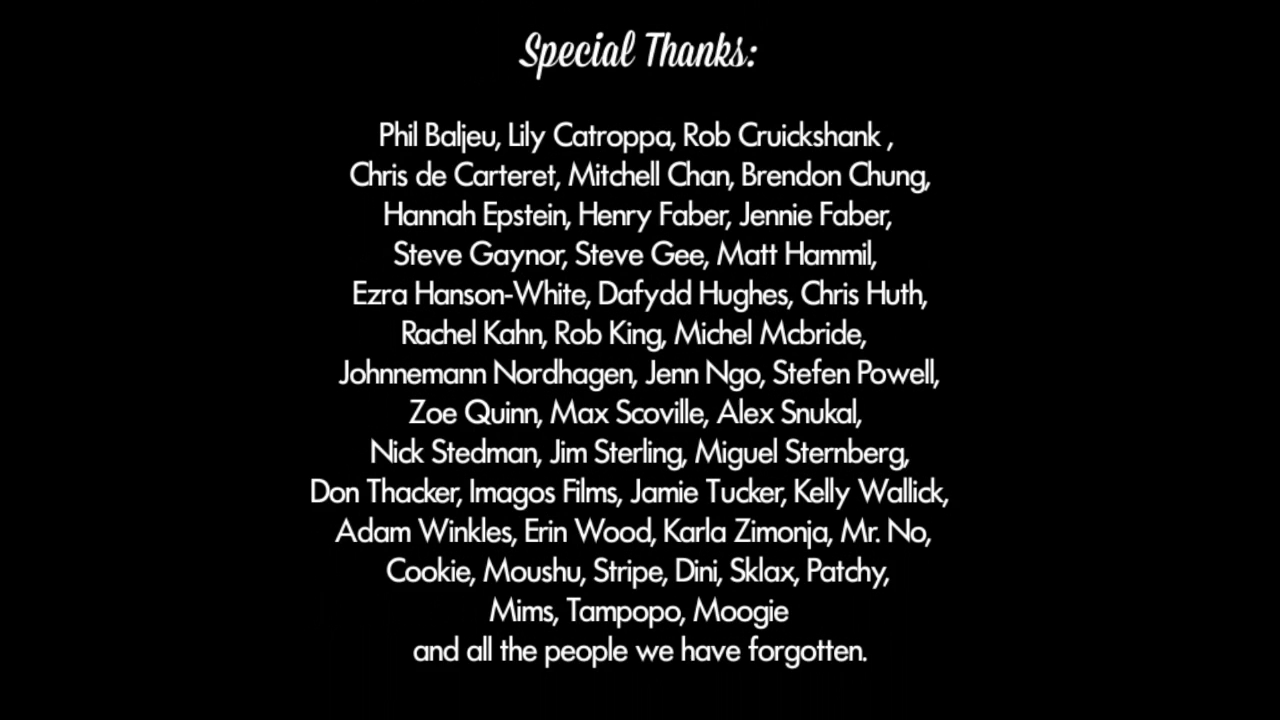 Special Thanks:
Phil Baljeu, Lily Catroppa, Rob Cruickshank ,
Chris de Carteret, Mitchell Chan, Brendon Chung,
Hannah Epstein, Henry Faber, Jennie Faber,
Steve Gaynor, Steve Gee, Matt Hammil,
Ezra Hanson-White, Dafydd Hughes, Chris Huth,
Rachel Kahn, Rob King, Michel Mcbride,
Johnnemann Nordhagen, Jenn Ngo, Stefen Powell,
Zoe Quinn, Max Scoville, Alex Snukal,
Nick Stedman, Jim Sterling, Miguel Sternberg,
Don Thacker, Imagos Films, Jamie Tucker, Kelly Wallick,
Adam Winkles, Erin Wood, Karla Zimonja, Mr. No,
Cookie, Moushu, Stripe, Dini, Sklax, Patchy,
Mims, Tampopo, Moogie
and all the people we have forgotten.